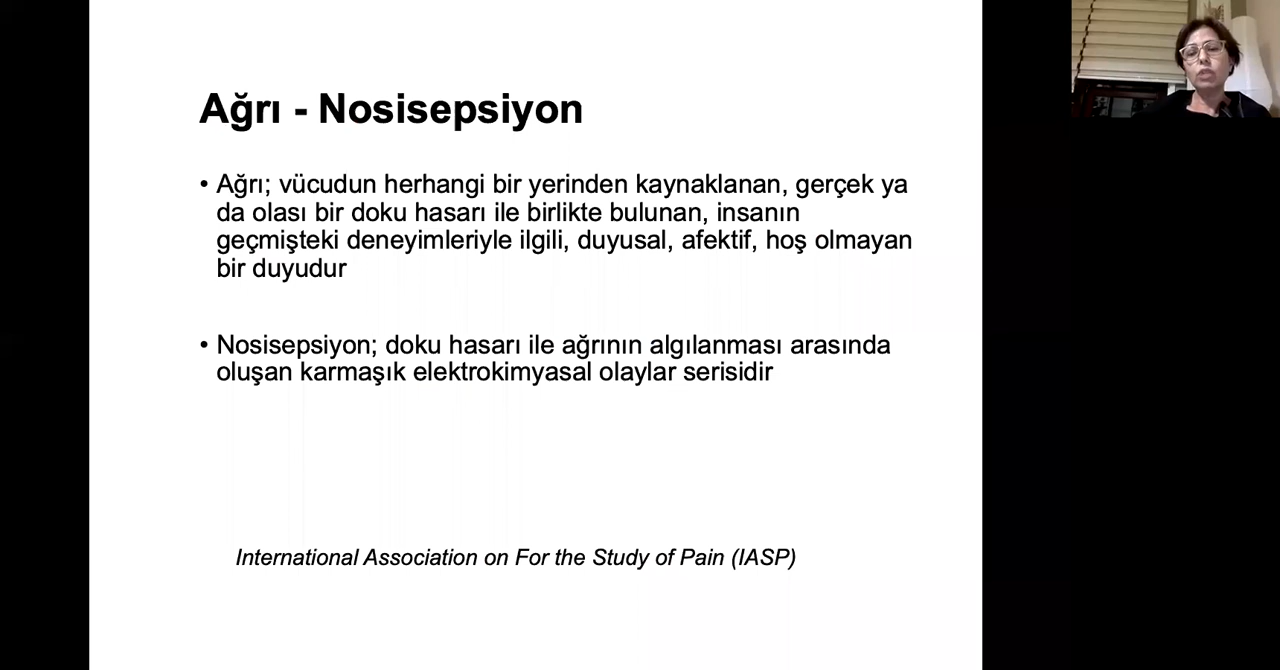 Ağrı - Nosisepsiyon
• Ağrı; vücudun herhangi bir yerinden kaynaklanan, gerçek ya
da olası bir doku hasarı ile birlikte bulunan, insanın
geçmişteki deneyimleriyle ilgili, duyusal, afektif, hoş olmayan
bir duyudur
• Nosisepsiyon; doku hasarı ile ağrının algılanması arasında
oluşan karmaşık elektrokimyasal olaylar serisidir
International Association on For the Study of Pain (IASP)